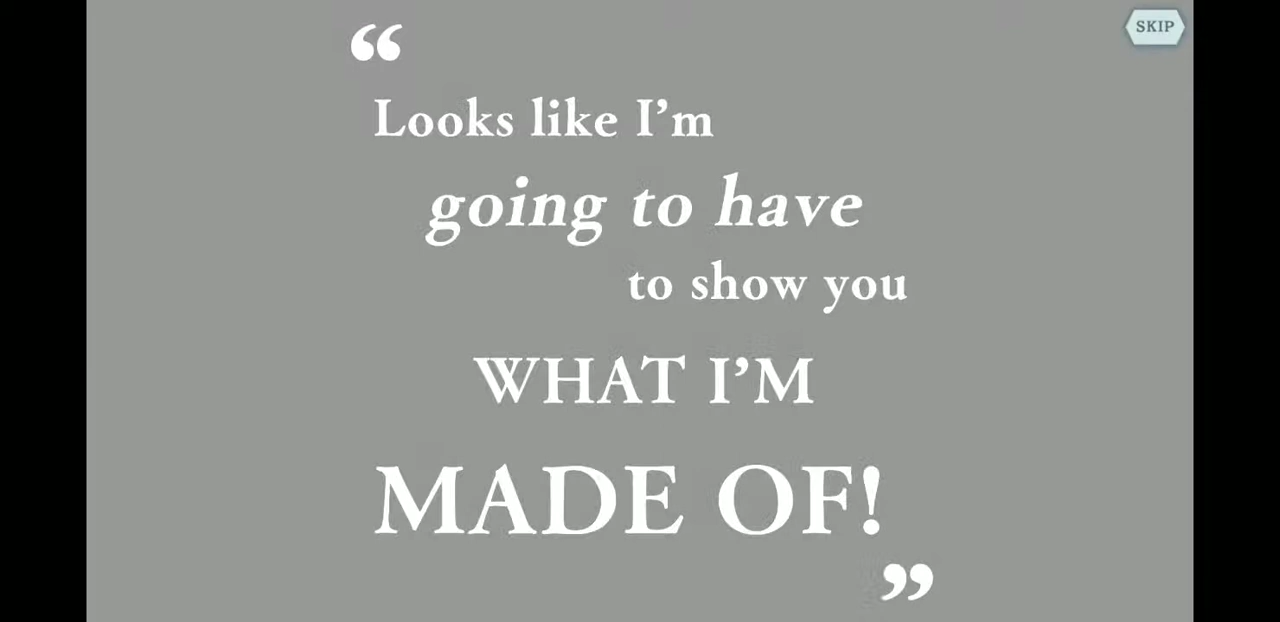 SKIP
“
Looks like I’m
going to have
to show you
WHAT I’M
MADE OF!
”